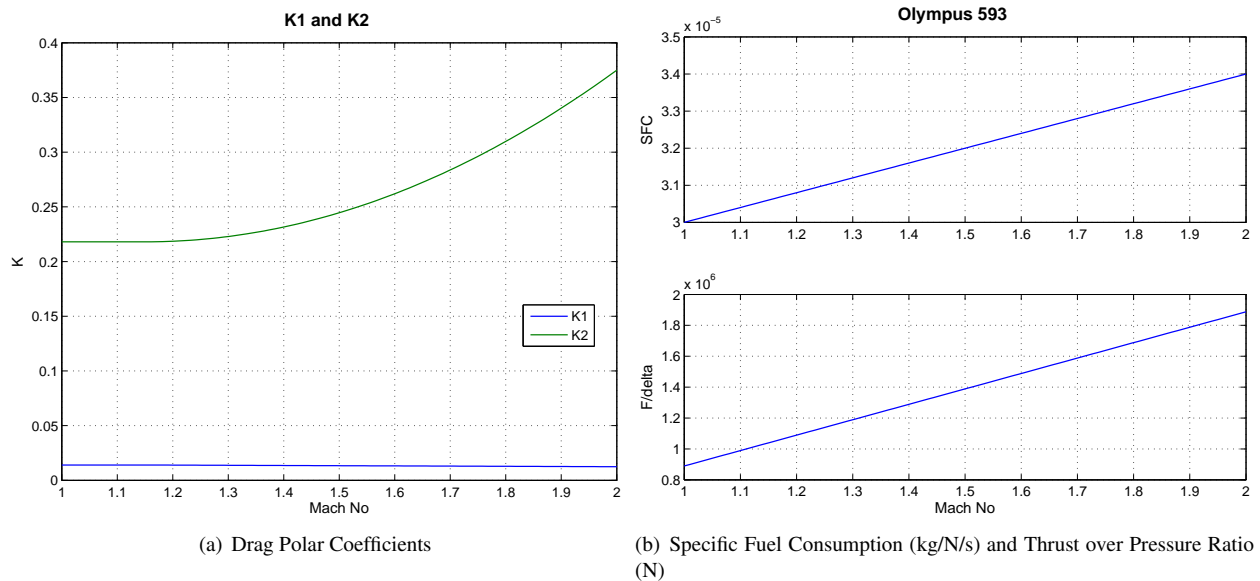 K1 and K2
0.4
0.35
0.3
0.25
0.2
0.15
0.1
0.05
0
K
1 1.1 1.2 1.3 1.4 1.5 1.6 1.7 1.8 1.9 2
Mach No
K1
K2
(a) Drag Polar Coefficients
Olympus 593
x 10⁻⁵
3.5
3.4
3.3
3.2
3.1
3
SFC
1 1.1 1.2 1.3 1.4 1.5 1.6 1.7 1.8 1.9 2
x 10⁶
2
1.8
1.6
1.4
1.2
1
0.8
F/delta
1 1.1 1.2 1.3 1.4 1.5 1.6 1.7 1.8 1.9 2
Mach No
(b) Specific Fuel Consumption (kg/N/s) and Thrust over Pressure Ratio
(N)